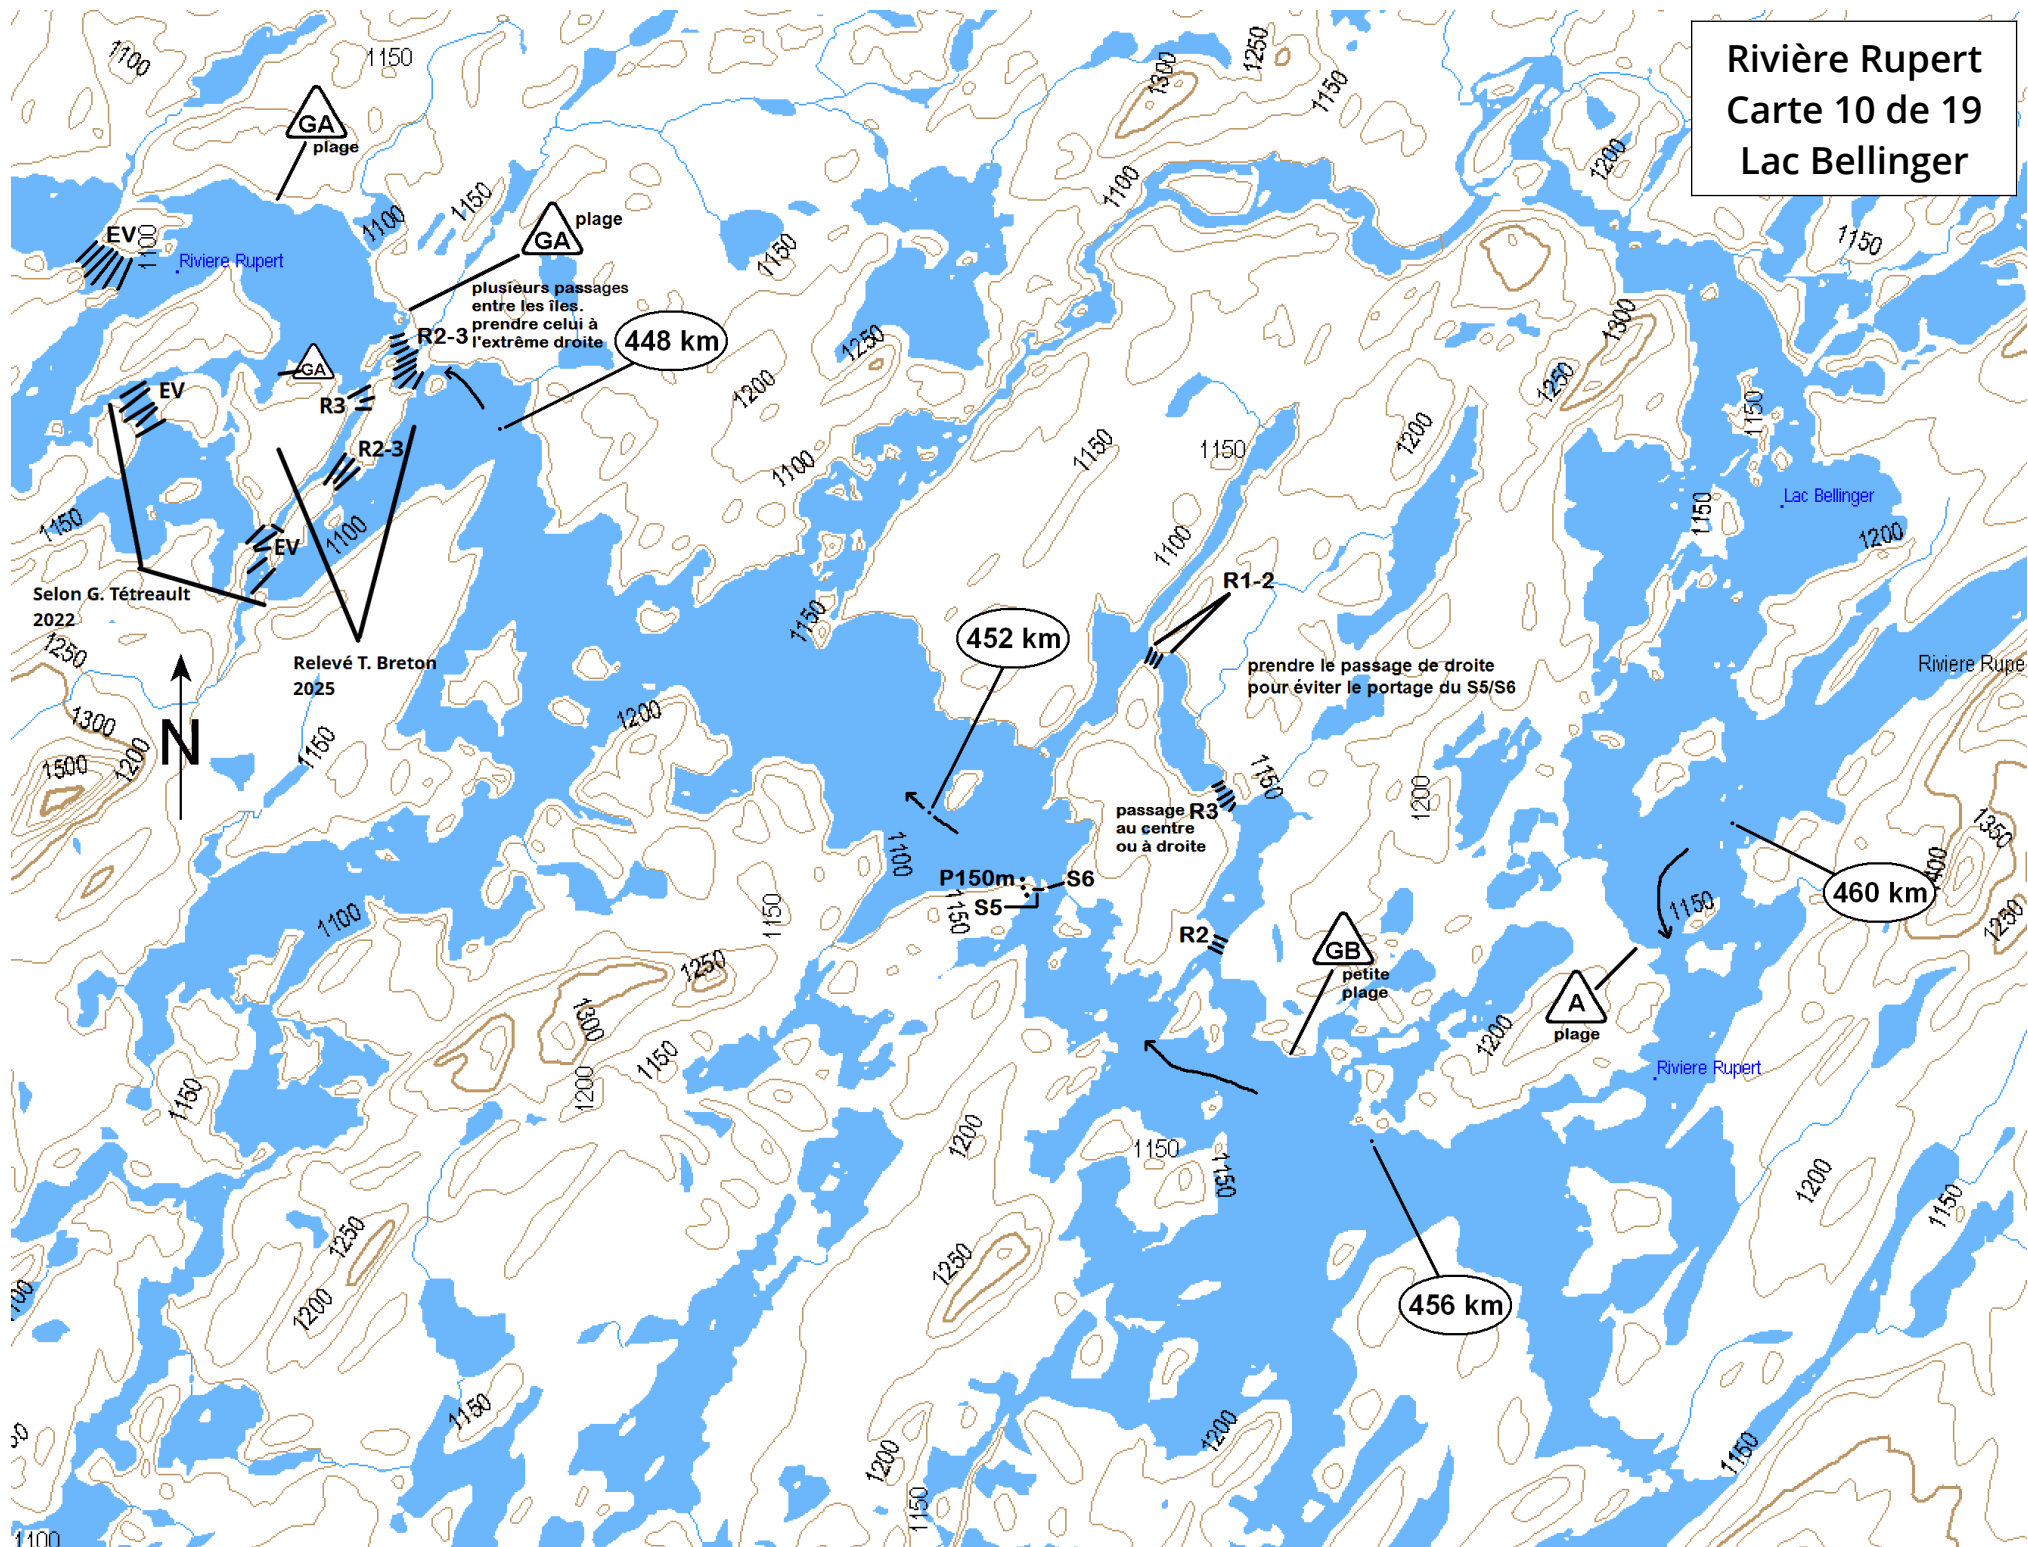 Rivière Rupert
Carte 10 de 19
Lac Bellinger
1100
1150
GA
plage
1300
1250
1150
1200
1100
1150
1100
1150
GA
plage
1150
EV
1100
Riviere Rupert
plusieurs passages
entre les îles.
prendre celui à
l'extrême droite
R2-3
448 km
1250
1300
1250
GA
EV
R3
1200
R2-3
1100
1150
1150
1200
1150
1150
Lac Bellinger
1200
1150
EV
1100
1100
Selon G. Tétreault
2022
1250
Relevé T. Breton
2025
1150
R1-2
452 km
prendre le passage de droite
pour éviter le portage du S5/S6
Riviere Rupe
N
1300
1200
1500
1150
1200
1150
1200
passage
au centre
ou à droite
R3
1100
P150m
S6
S5
1150
460 km
1350
400
1150
1250
1100
1150
1250
R2
GB
petite
plage
A
plage
1200
1300
1150
1200
1150
Riviere Rupert
1200
1150
1150
1200
1150
1250
1200
1250
456 km
1150
1200
1200
1150
1150
1100